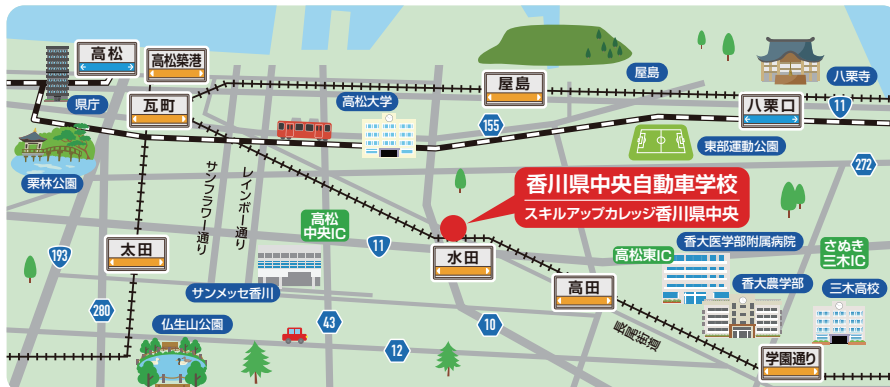 高松
高松築港
県庁
瓦町
高松大学
屋島
屋島
八栗寺
八栗口
11
155
東部運動公園
272
栗林公園
サンフラワー通り
レインボー通り
香川県中央自動車学校
スキルアップカレッジ香川県中央
高松
中央IC
11
水田
高松東IC
香大医学部附属病院
さぬき
三木IC
193
太田
サンメッセ香川
高田
香大農学部
三木高校
280
仏生山公園
43
12
10
長尾街道
学園通り